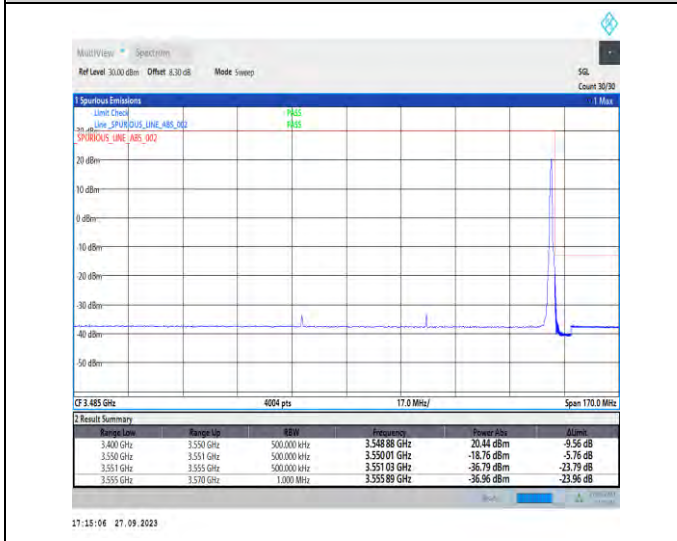 MultiView Spectrum
Ref Level 30.00 dBm Offset 8.30 dB Mode Sweep SGL
Count 30/30
1 Spurious Emissions 1 Max
Limit Check PASS
Line _SPURIOUS_LINE_ABS_002 PASS
_SPURIOUS_LINE_ABS_002
20 dBm
10 dBm
0 dBm
-10 dBm
-20 dBm
-30 dBm
-40 dBm
-50 dBm
CF 3.485 GHz 4004 pts 17.0 MHz/ Span 170.0 MHz
2 Result Summary
Range Low Range Up RBW Frequency Power Abs ΔLimit
3.400 GHz 3.550 GHz 500.000 kHz 3.548 88 GHz 20.44 dBm -9.56 dB
3.550 GHz 3.551 GHz 500.000 kHz 3.550 01 GHz -18.76 dBm -5.76 dB
3.551 GHz 3.555 GHz 500.000 kHz 3.551 03 GHz -36.79 dBm -23.79 dB
3.555 GHz 3.570 GHz 1.000 MHz 3.555 89 GHz -36.96 dBm -23.96 dB
17:15:06 27.09.2023